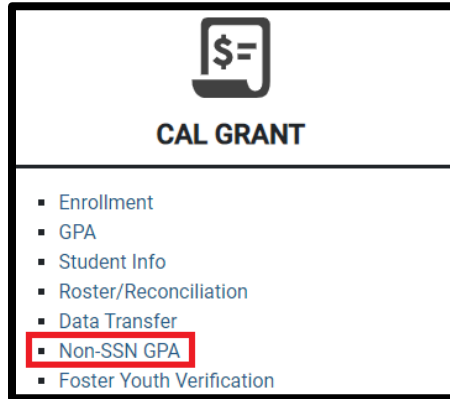 CAL GRANT
Enrollment
GPA
Student Info
Roster/Reconciliation
Data Transfer
Non-SSN GPA
Foster Youth Verification